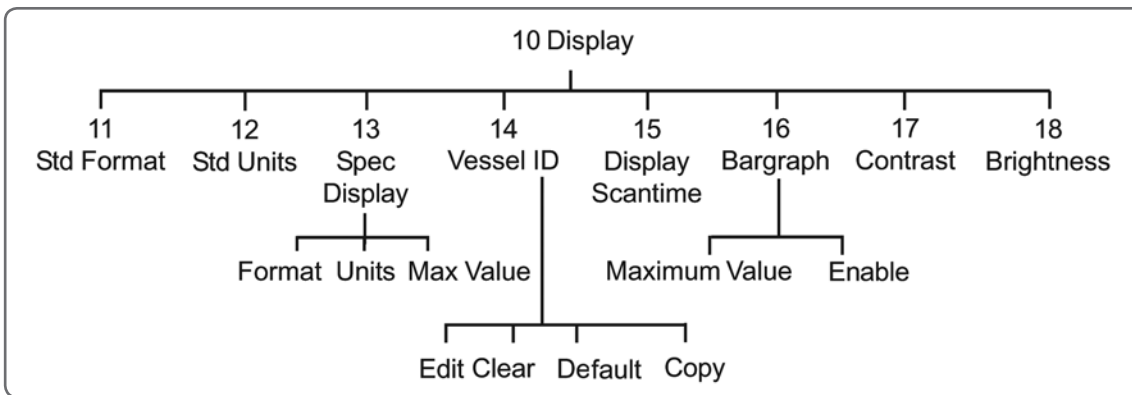 10 Display
11 12 13 14 15 16 17 18
Std Format Std Units Spec Vessel ID Display Bargraph Contrast Brightness
Display Scantime
Format Units Max Value Maximum Value Enable
Edit Clear Default Copy